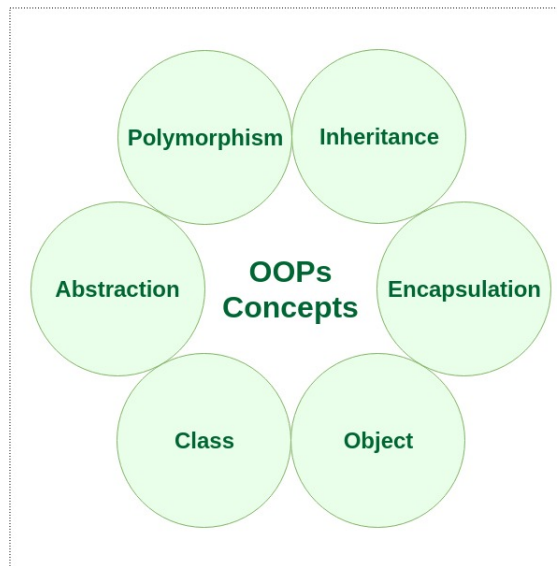 Polymorphism
Inheritance
Abstraction
OOPs
Concepts
Encapsulation
Class
Object